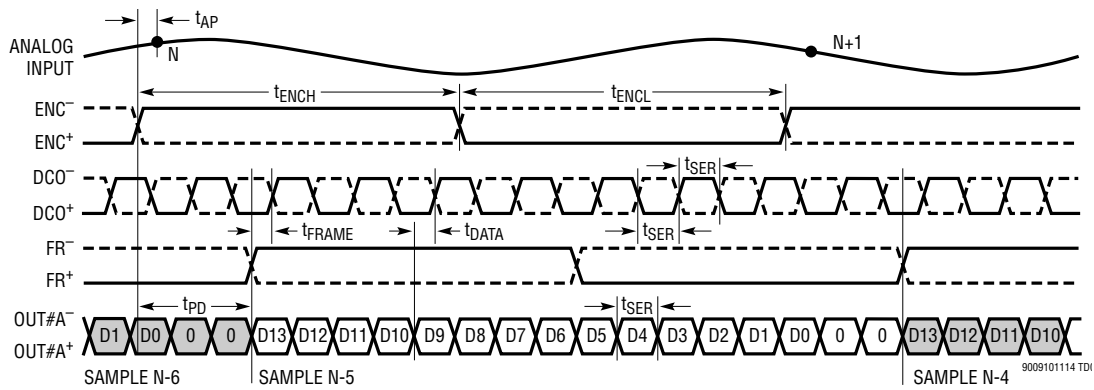 tAP
ANALOG
INPUT
N
N+1
tENCH
tENCL
ENC–
ENC+
tSER
DCO–
DCO+
tFRAME
tDATA
tSER
FR–
FR+
tPD
tSER
OUT#A–
OUT#A+
D1 D0 0 0 D13 D12 D11 D10 D9 D8 D7 D6 D5 D4 D3 D2 D1 D0 0 0 D13 D12 D11 D10
SAMPLE N-6
SAMPLE N-5
SAMPLE N-4
9009101114